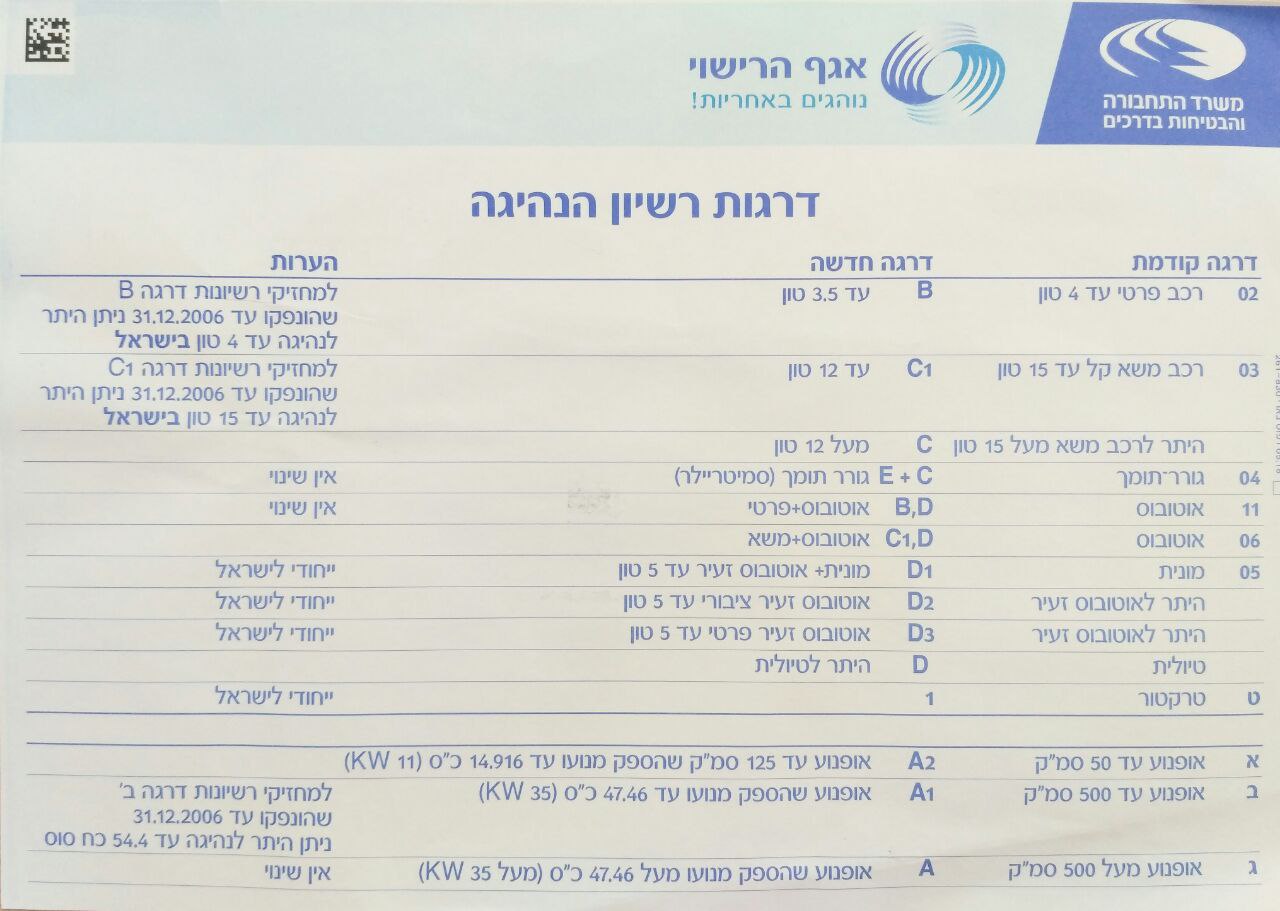 משרד התחבורה
והבטיחות בדרכים
אגף הרישוי
נוהגים באחריות!
דרגות רשיון הנהיגה
דרגה קודמת דרגה חדשה הערות
02 רכב פרטי עד 4 טון B עד 3.5 טון למחזיקי רשיונות דרגה B
שהונפקו עד 31.12.2006 ניתן היתר
לנהיגה עד 4 טון בישראל
03 רכב משא קל עד 15 טון C1 עד 12 טון למחזיקי רשיונות דרגה C1
שהונפקו עד 31.12.2006 ניתן היתר
לנהיגה עד 15 טון בישראל
היתר לרכב משא מעל 15 טון C מעל 12 טון
04 גורר־תומך E + C גורר תומך (סמיטריילר) אין שינוי
11 אוטובוס B,D אוטובוס+פרטי אין שינוי
06 אוטובוס C1,D אוטובוס+משא
05 מונית D1 מונית+ אוטובוס זעיר עד 5 טון ייחודי לישראל
היתר לאוטובוס זעיר D2 אוטובוס זעיר ציבורי עד 5 טון ייחודי לישראל
היתר לאוטובוס זעיר D3 אוטובוס זעיר פרטי עד 5 טון ייחודי לישראל
טיולית D היתר לטיולית
ט טרקטור 1 ייחודי לישראל
א אופנוע עד 50 סמ"ק A2 אופנוע עד 125 סמ"ק שהספק מנועו עד 14.916 כ"ס (11 KW)
ב אופנוע עד 500 סמ"ק A1 אופנוע שהספק מנועו עד 47.46 כ"ס (35 KW) למחזיקי רשיונות דרגה ב'
שהונפקו עד 31.12.2006
ניתן היתר לנהיגה עד 54.4 כח סוס
ג אופנוע מעל 500 סמ"ק A אופנוע שהספק מנועו מעל 47.46 כ"ס (מעל 35 KW) אין שינוי